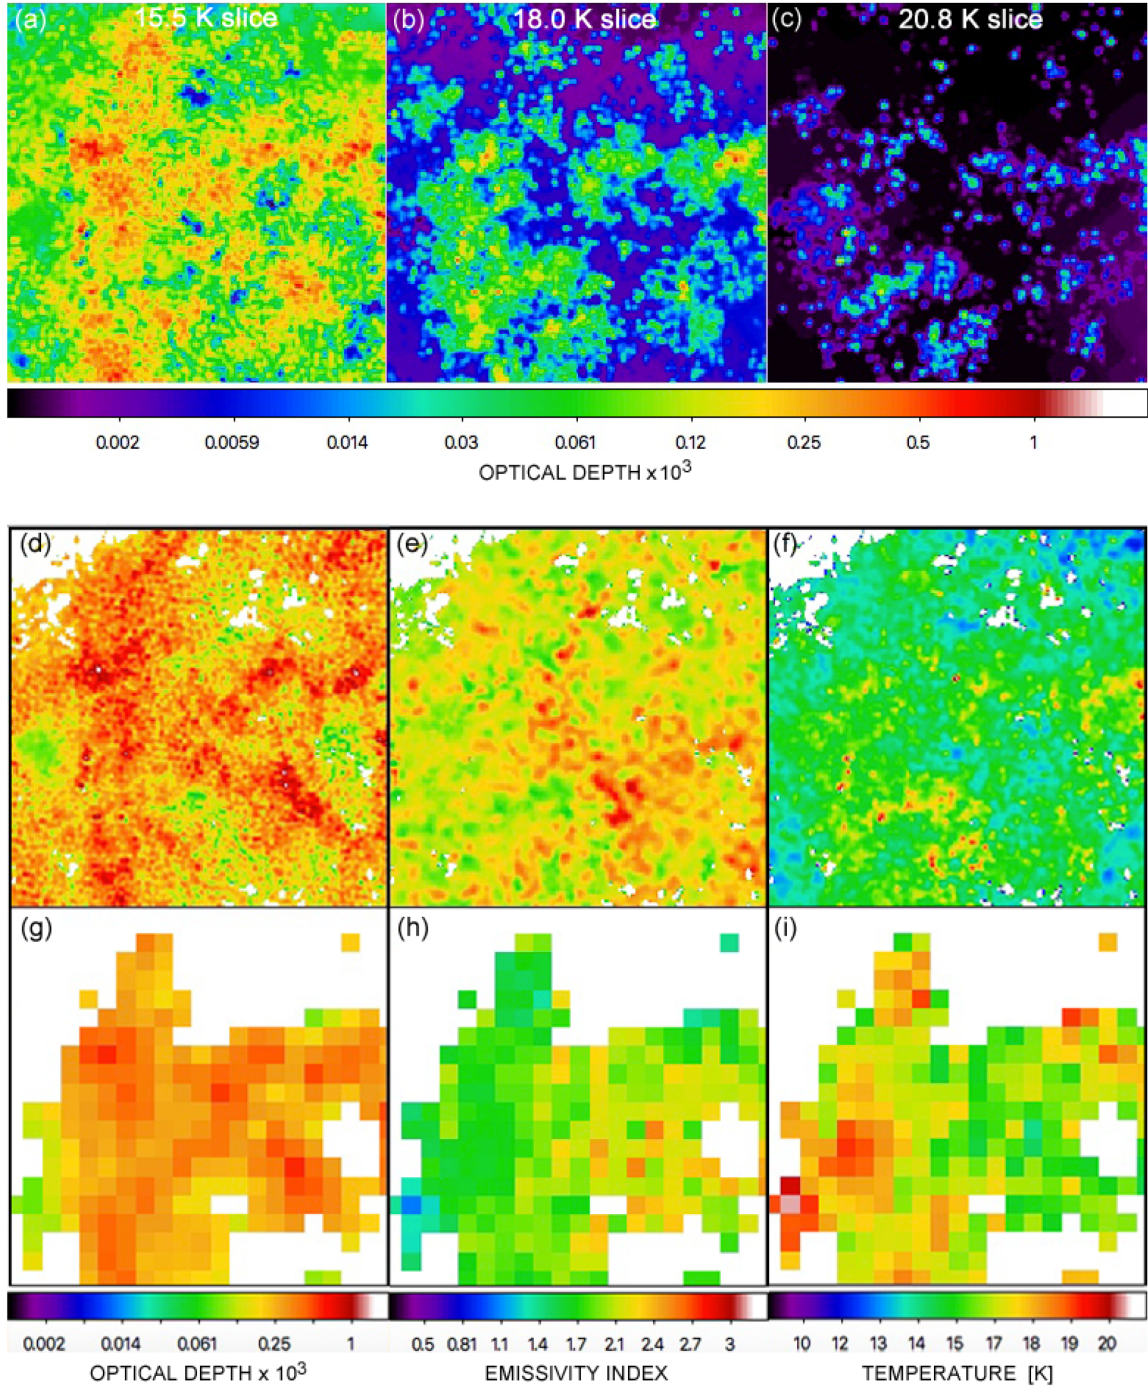 (a) 15.5 K slice (b) 18.0 K slice (c) 20.8 K slice
0.002 0.0059 0.014 0.03 0.061 0.12 0.25 0.5 1
OPTICAL DEPTH x10³
(d) (e) (f)
(g) (h) (i)
0.002 0.014 0.061 0.25 1 0.5 0.81 1.1 1.4 1.7 2.1 2.4 2.7 3 10 12 13 14 15 16 17 18 19 20
OPTICAL DEPTH x 10³ EMISSIVITY INDEX TEMPERATURE [K]